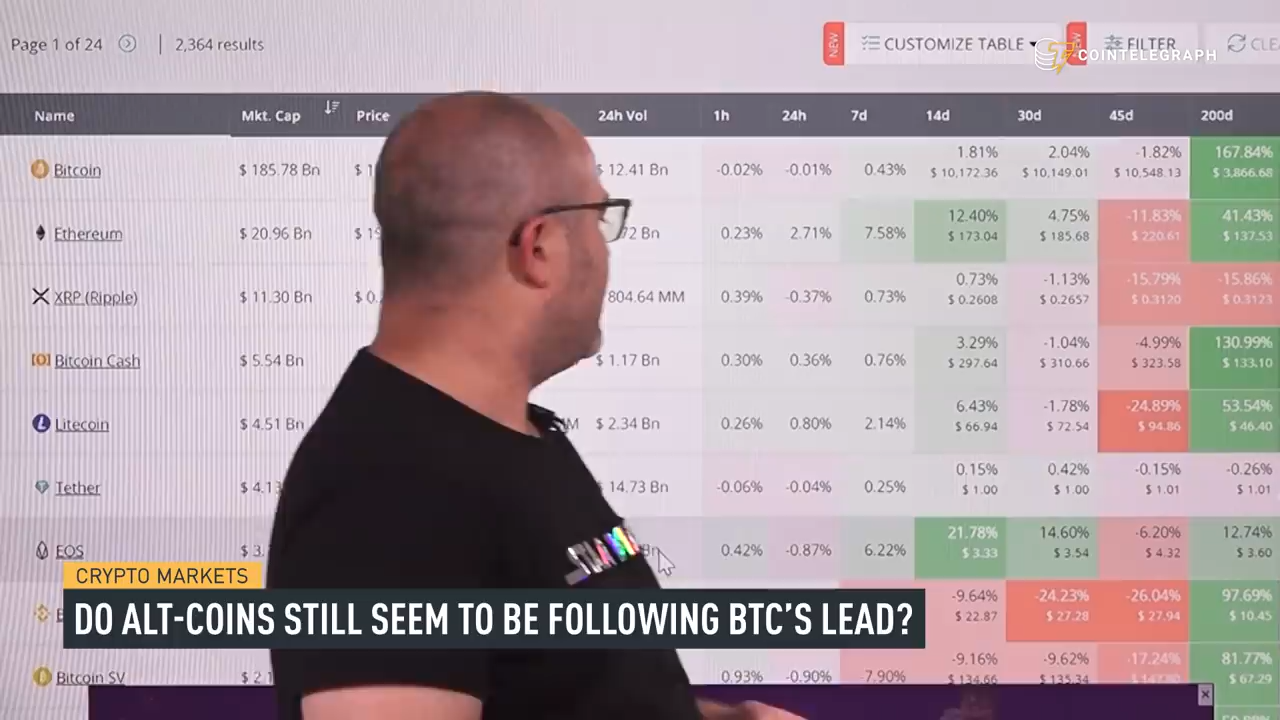 Page 1 of 24 | 2,364 results NEW CUSTOMIZE TABLE FILTER
COINTELEGRAPH
Name Mkt. Cap Price 24h Vol 1h 24h 7d 14d 30d 45d 200d
Bitcoin $ 185.78 Bn $ 12.41 Bn -0.02% -0.01% 0.43% 1.81% 2.04% -1.82% 167.84%
$ 10,172.36 $ 10,149.01 $ 10,548.13 $ 3,866.68
Ethereum $ 20.96 Bn 0.23% 2.71% 7.58% 12.40% 4.75% -11.83% 41.43%
$ 173.04 $ 185.68 $ 220.61 $ 137.53
XRP (Ripple) $ 11.30 Bn 804.64 MM 0.39% -0.37% 0.73% 0.73% -1.13% -15.79% -15.86%
$ 0.2608 $ 0.2657 $ 0.3120 $ 0.3123
Bitcoin Cash $ 5.54 Bn $ 1.17 Bn 0.30% 0.36% 0.76% 3.29% -1.04% -4.99% 130.99%
$ 297.64 $ 310.66 $ 323.58 $ 133.10
Litecoin $ 4.51 Bn $ 2.34 Bn 0.26% 0.80% 2.14% 6.43% -1.78% -24.89% 53.54%
$ 66.94 $ 72.54 $ 94.86 $ 46.40
Tether $ 14.73 Bn -0.06% -0.04% 0.25% 0.15% 0.42% -0.15% -0.26%
$ 1.00 $ 1.00 $ 1.01 $ 1.01
EOS 0.42% -0.87% 6.22% 21.78% 14.60% -6.20% 12.74%
$ 3.33 $ 3.54 $ 4.32 $ 3.60
CRYPTO MARKETS
-9.64% -24.23% -26.04% 97.69%
$ 22.87 $ 27.28 $ 27.94 $ 10.45
DO ALT-COINS STILL SEEM TO BE FOLLOWING BTC'S LEAD?
Bitcoin SV 0.93% -0.90% -7.90% -9.16% -9.62% -17.24% 81.77%
$ 134.66 $ 135.34 $ 67.29